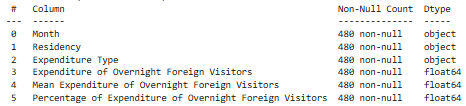 #   Column                                               Non-Null Count  Dtype
--- ------                                               --------------  -----
0   Month                                                480 non-null    object
1   Residency                                            480 non-null    object
2   Expenditure Type                                     480 non-null    object
3   Expenditure of Overnight Foreign Visitors            480 non-null    float64
4   Mean Expenditure of Overnight Foreign Visitors       480 non-null    float64
5   Percentage of Expenditure of Overnight Foreign Visitors  480 non-null    float64